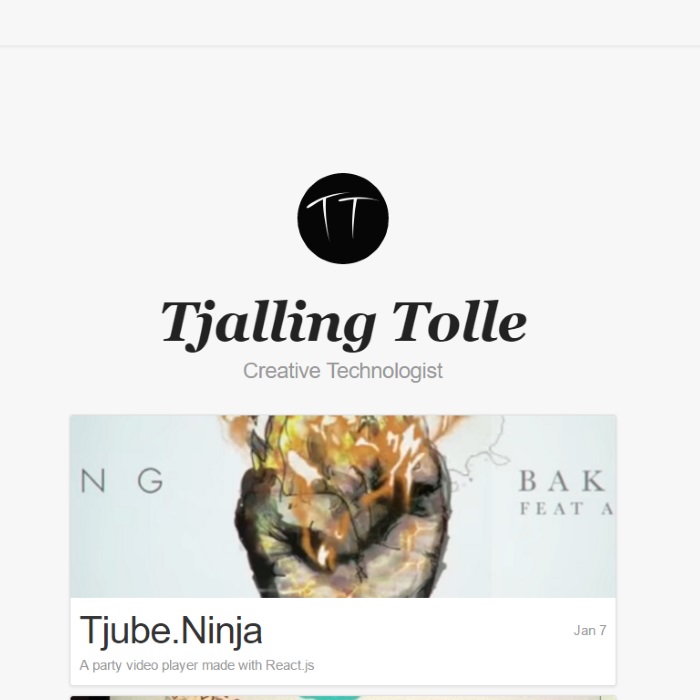 TT
Tjalling Tolle
Creative Technologist
N G
BAK
FEAT A
Tjube.Ninja
Jan 7
A party video player made with React.js